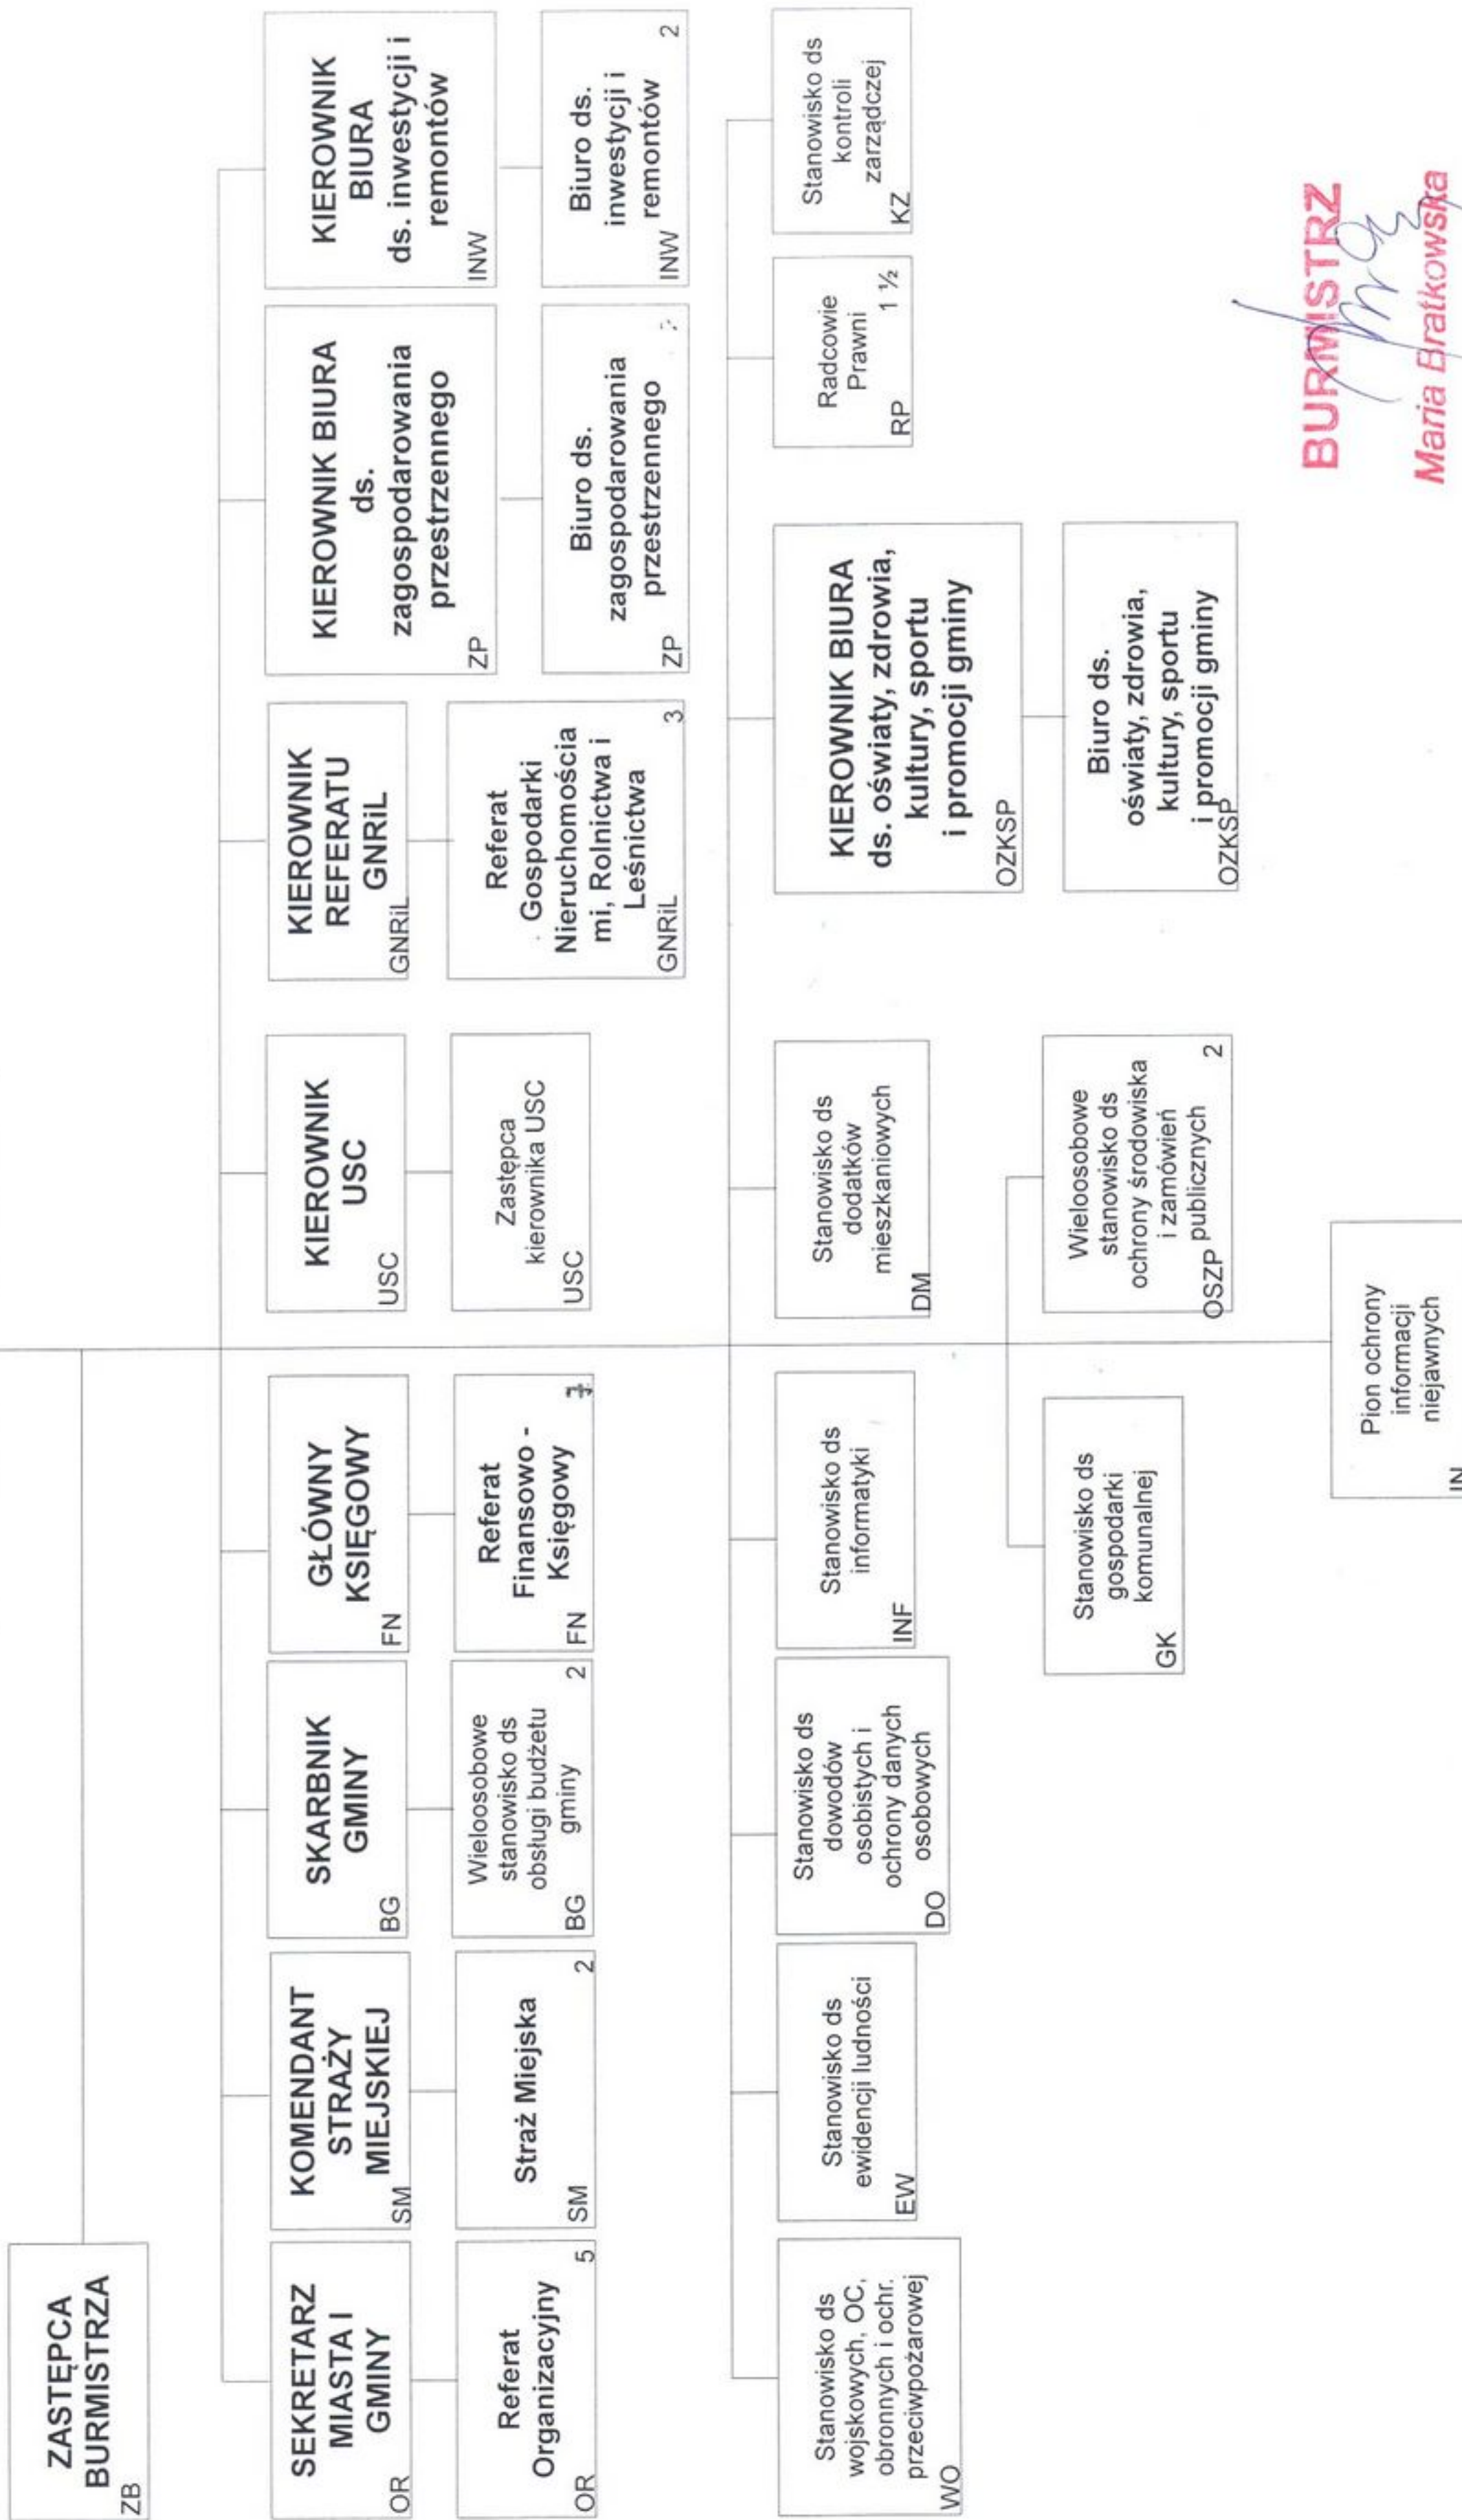 ZASTĘPCA
BURMISTRZA
ZB
SEKRETARZ
MIASTA I
GMINY
OR
KOMENDANT
STRAŻY
MIEJSKIEJ
SM
SKARBNIK
GMINY
BG
GŁÓWNY
KSIĘGOWY
FN
KIEROWNIK
USC
USC
KIEROWNIK
REFERATU
GNRiL
GNRiL
KIEROWNIK BIURA
ds.
zagospodarowania
przestrzennego
ZP
KIEROWNIK
BIURA
ds. inwestycji i
remontów
INW
Referat
Organizacyjny
OR 5
Straż Miejska
SM 2
Wieloosobowe
stanowisko ds
obsługi budżetu
gminy
BG 2
Referat
Finansowo -
Księgowy
FN
Zastępca
kierownika USC
USC
Referat
Gospodarki
Nieruchomościa
mi, Rolnictwa i
Leśnictwa
GNRiL 3
Biuro ds.
zagospodarowania
przestrzennego
ZP
Biuro ds.
inwestycji i
remontów
INW 2
Stanowisko ds
wojskowych, OC,
obronnych i ochr.
przeciwpożarowej
WO
Stanowisko ds
ewidencji ludności
EW
Stanowisko ds
dowodów
osobistych i
ochrony danych
osobowych
DO
Stanowisko ds
informatyki
INF
Stanowisko ds
dodatków
mieszkaniowych
DM
KIEROWNIK BIURA
ds. oświaty, zdrowia,
kultury, sportu
i promocji gminy
OZKSP
Radcowie
Prawni
RP 1 ½
Stanowisko ds
kontroli
zarządczej
KZ
Stanowisko ds
gospodarki
komunalnej
GK
Wieloosobowe
stanowisko ds
ochrony środowiska
i zamówień
publicznych
OSZP 2
Biuro ds.
oświaty, zdrowia,
kultury, sportu
i promocji gminy
OZKSP
Pion ochrony
informacji
niejawnych
IN
BURMISTRZ
Maria Bratkowska